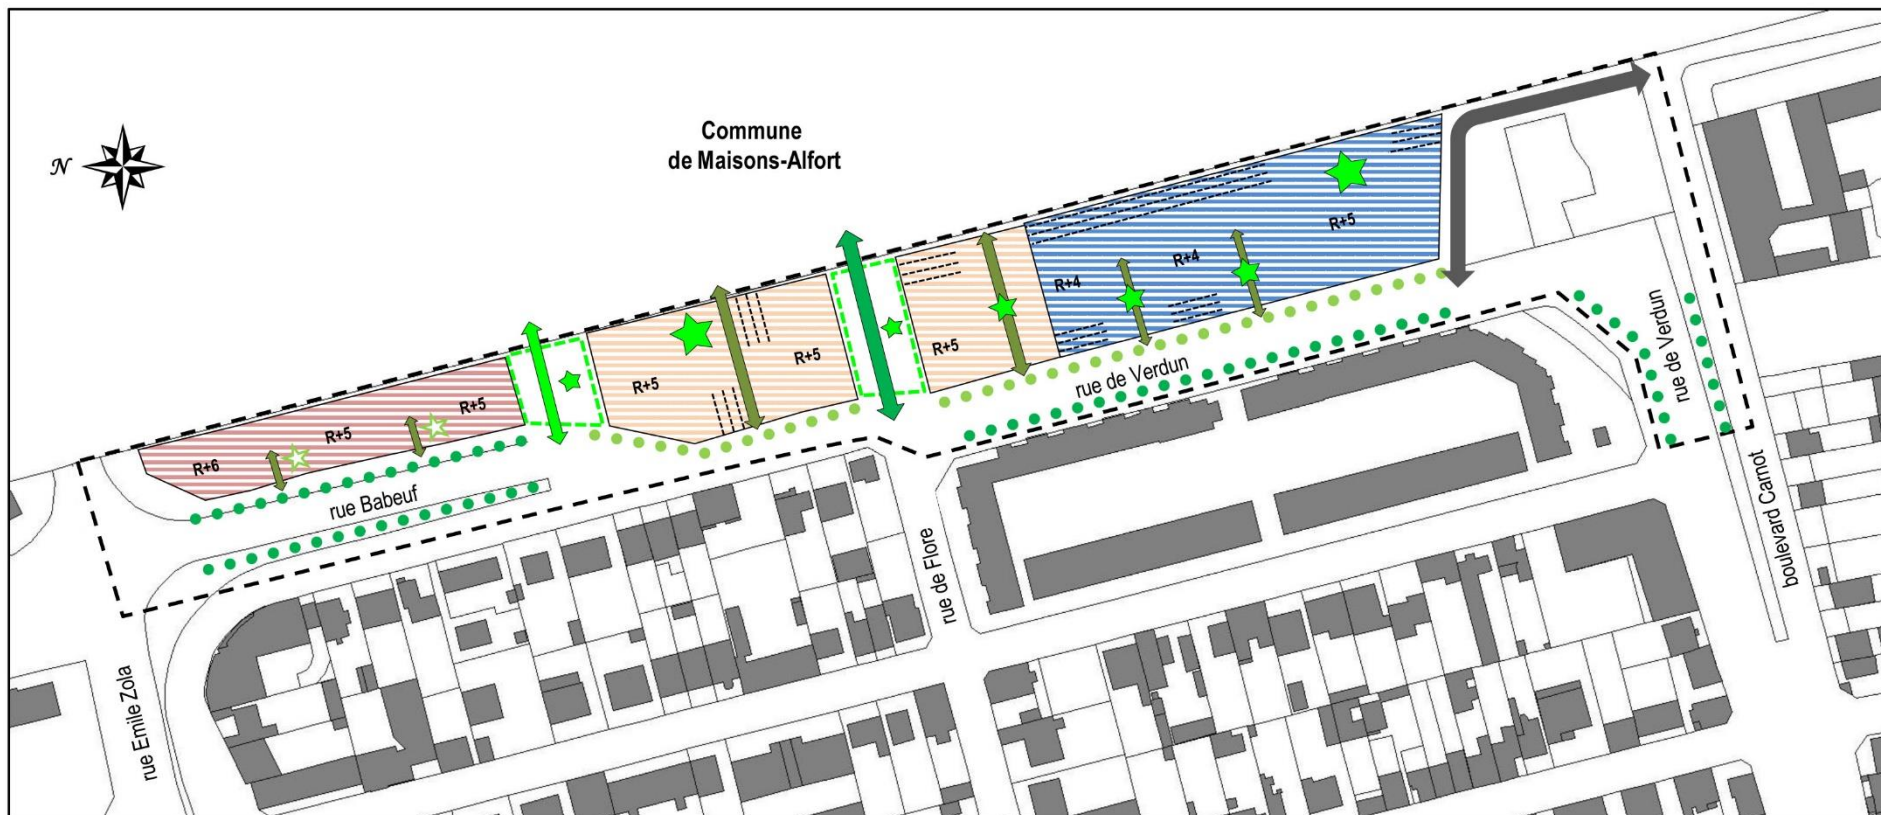 Commune
de Maisons-Alfort
N
R+5
R+4
R+4
R+5
R+5
R+5
R+5
R+5
R+6
rue de Verdun
rue de Verdun
rue Babeuf
rue de Flore
boulevard Carnot
rue Emile Zola